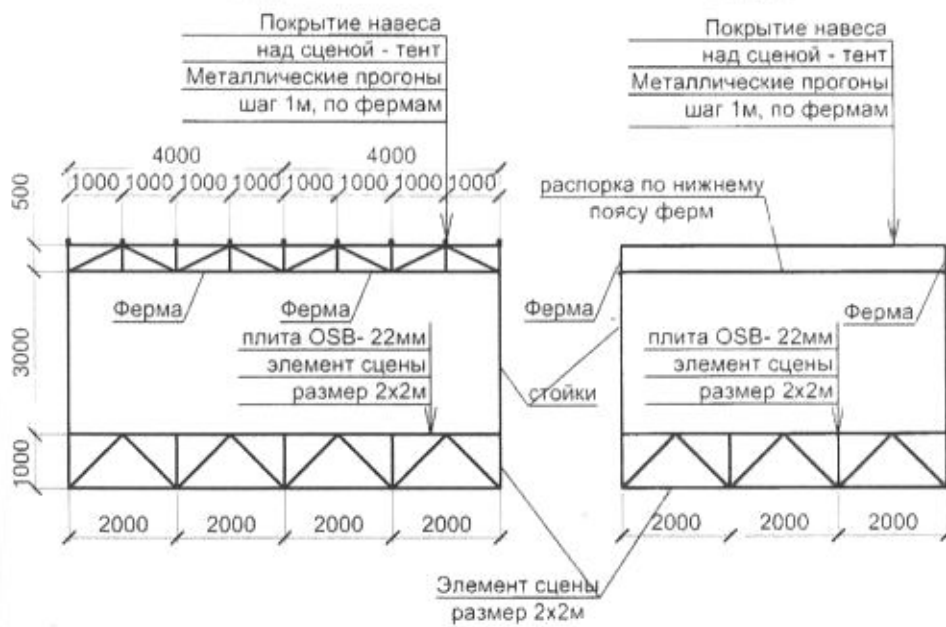 Покрытие навеса
над сценой - тент
Металлические прогоны
шаг 1м, по фермам
4000
4000
1000
1000
1000
1000
1000
1000
1000
1000
500
3000
1000
Ферма
Ферма
плита OSB- 22мм
элемент сцены
размер 2х2м
2000
2000
2000
2000
стойки
Элемент сцены
размер 2х2м
Покрытие навеса
над сценой - тент
Металлические прогоны
шаг 1м, по фермам
распорка по нижнему
поясу ферм
Ферма
Ферма
плита OSB- 22мм
элемент сцены
размер 2х2м
2000
2000
2000